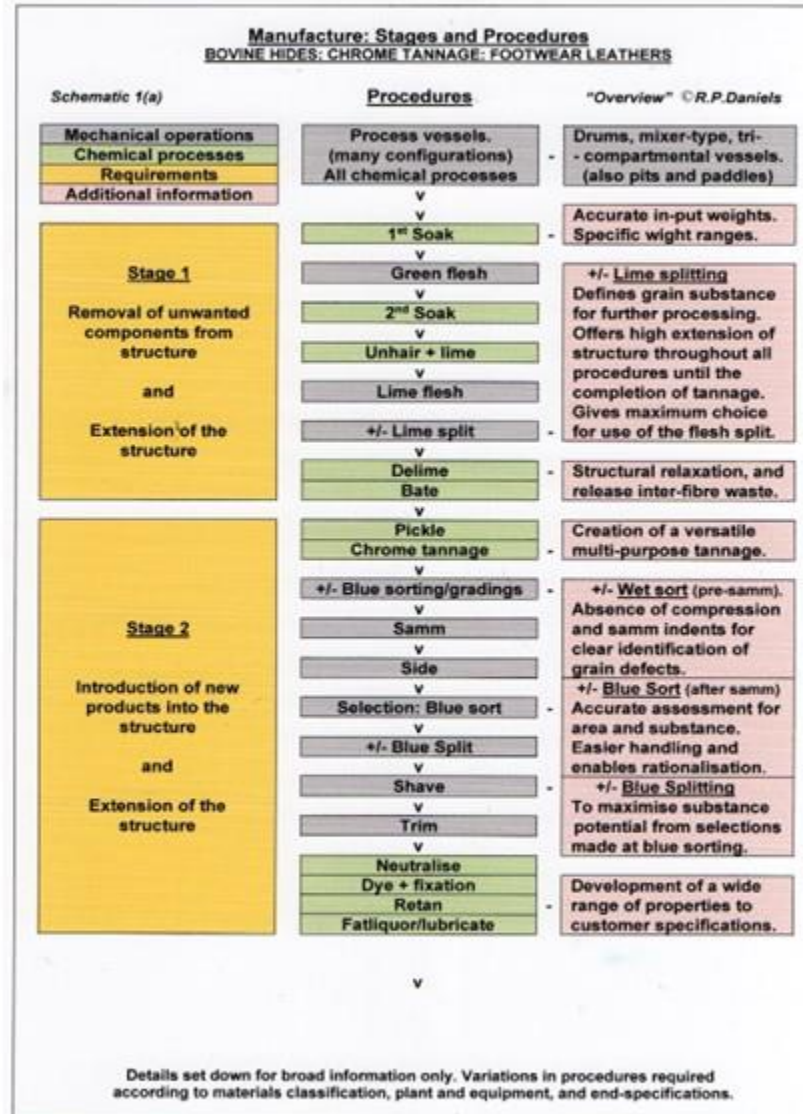 Manufacture: Stages and Procedures
BOVINE HIDES: CHROME TANNAGE: FOOTWEAR LEATHERS
Schematic 1(a)
Procedures
"Overview" ©R.P.Daniels
Mechanical operations
Chemical processes
Requirements
Additional information
Process vessels.
(many configurations)
All chemical processes
-
Drums, mixer-type, tri-
- compartmental vessels.
(also pits and paddles)
v
v
1st Soak
-
Accurate in-put weights.
Specific wight ranges.
v
Stage 1
Removal of unwanted
components from
structure
and
Extension of the
structure
Green flesh
v
2nd Soak
v
Unhair + lime
v
Lime flesh
v
+/- Lime split
-
+/- Lime splitting
Defines grain substance
for further processing.
Offers high extension of
structure throughout all
procedures until the
completion of tannage.
Gives maximum choice
for use of the flesh split.
v
Delime
Bate
-
Structural relaxation, and
release inter-fibre waste.
v
Stage 2
Introduction of new
products into the
structure
and
Extension of the
structure
Pickle
Chrome tannage
-
Creation of a versatile
multi-purpose tannage.
v
+/- Blue sorting/gradings
-
+/- Wet sort (pre-samm).
Absence of compression
and samm indents for
clear identification of
grain defects.
v
Samm
v
Side
v
Selection: Blue sort
-
+/- Blue Sort (after samm)
Accurate assessment for
area and substance.
Easier handling and
enables rationalisation.
v
+/- Blue Split
v
Shave
-
+/- Blue Splitting
To maximise substance
potential from selections
made at blue sorting.
v
Trim
v
Neutralise
Dye + fixation
Retan
Fatliquor/lubricate
-
Development of a wide
range of properties to
customer specifications.
v
Details set down for broad information only. Variations in procedures required
according to materials classification, plant and equipment, and end-specifications.